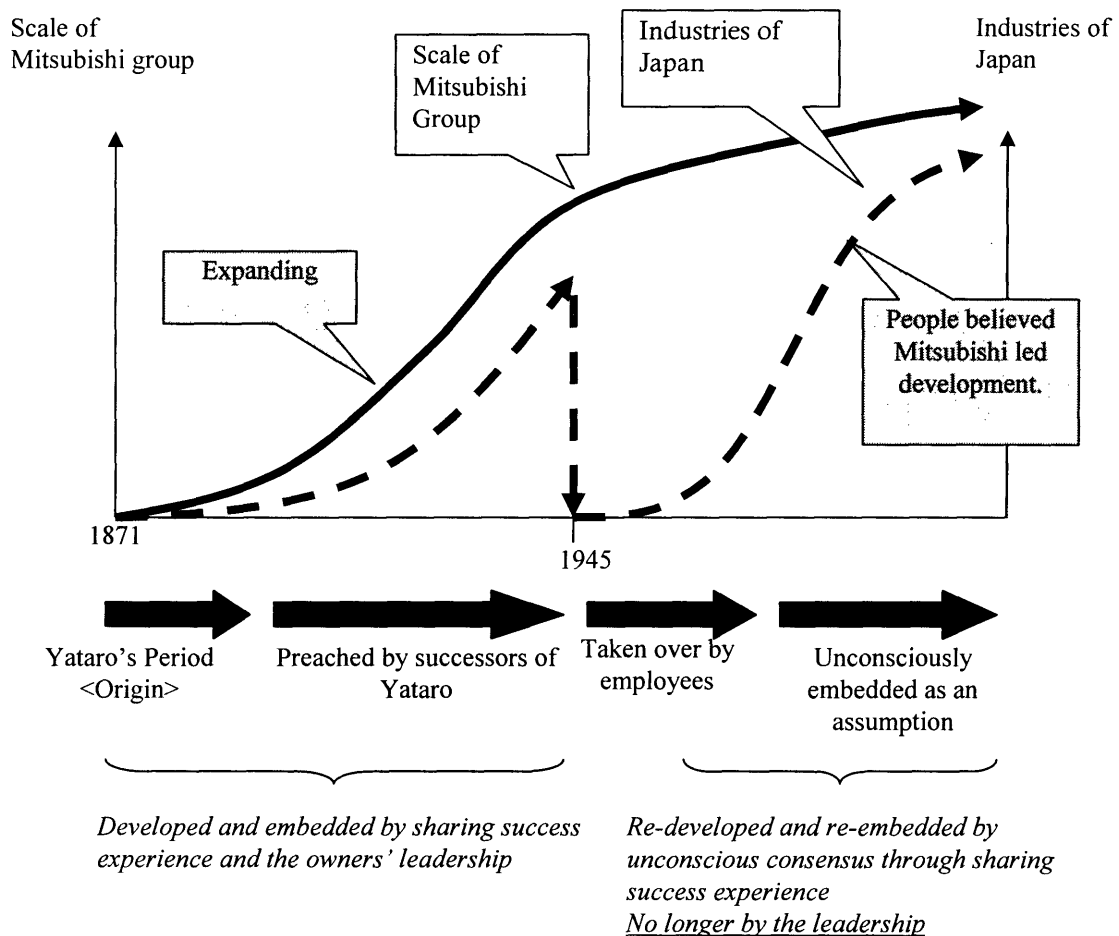 Scale of
Mitsubishi group
Scale of
Mitsubishi
Group
Industries of
Japan
Industries of
Japan
Expanding
People believed
Mitsubishi led
development.
1871
1945
Yataro's Period
<Origin>
Preached by successors of
Yataro
Taken over by
employees
Unconsciously
embedded as an
assumption
Developed and embedded by sharing success
experience and the owners' leadership
Re-developed and re-embedded by
unconscious consensus through sharing
success experience
No longer by the leadership